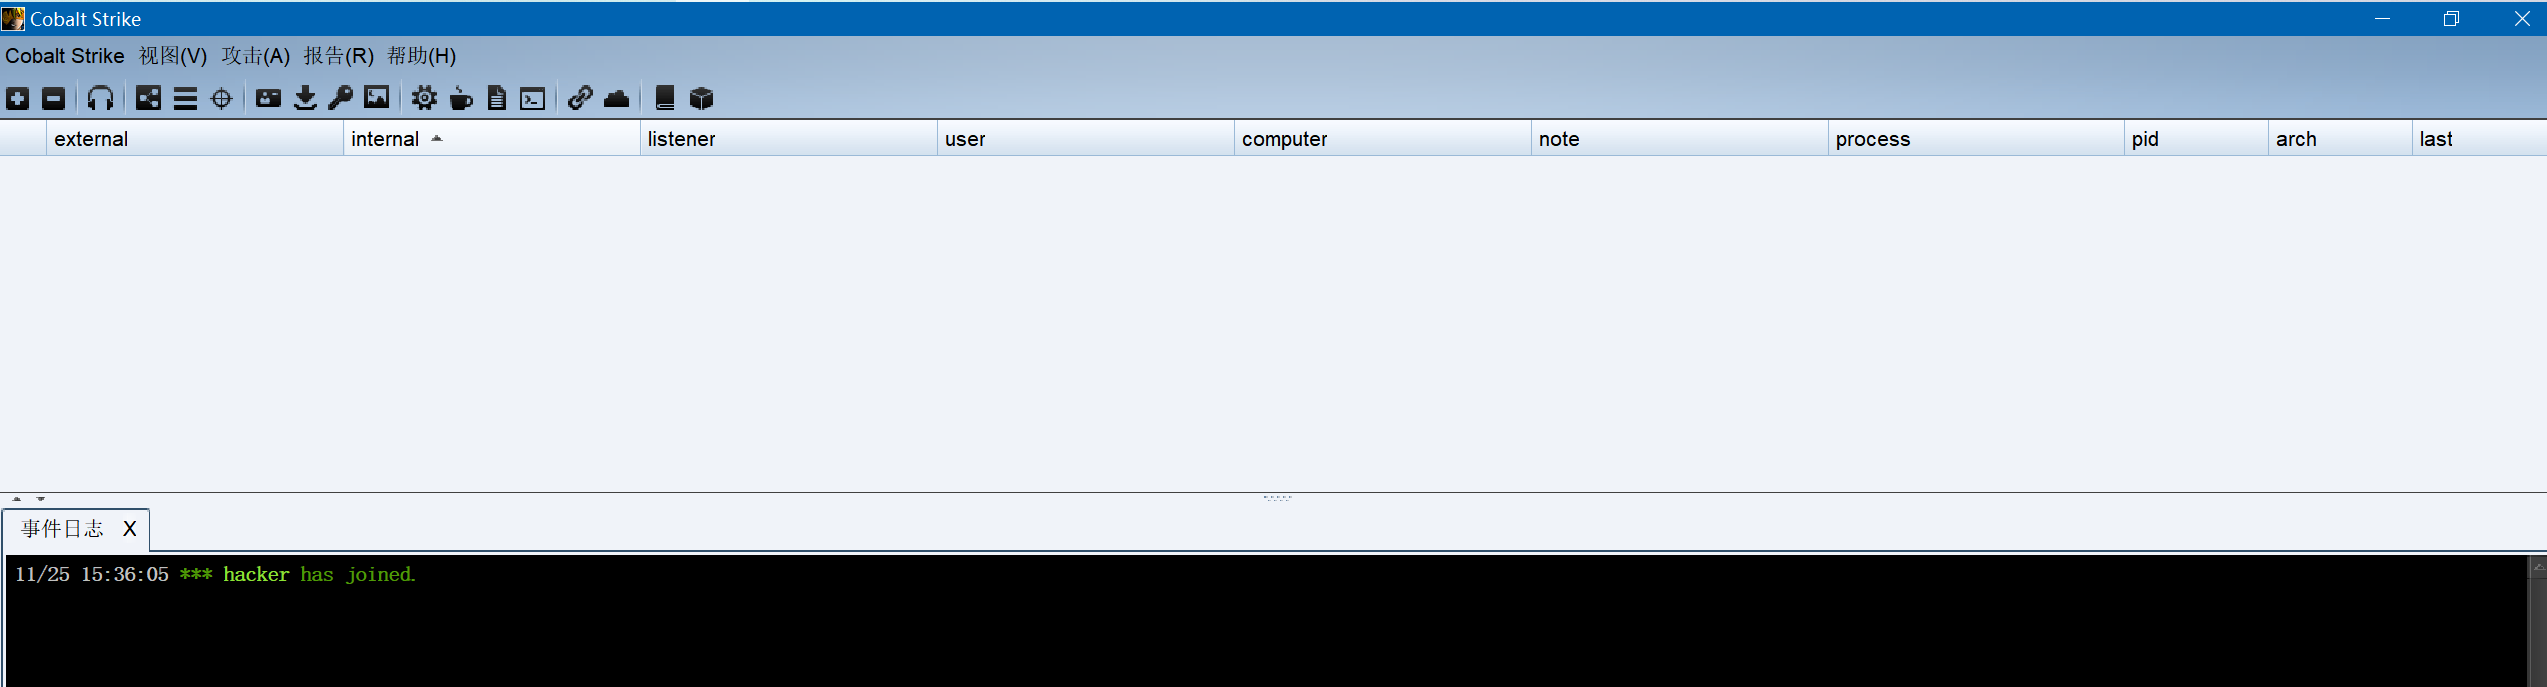 Cobalt Strike
Cobalt Strike 视图(V) 攻击(A) 报告(R) 帮助(H)
external internal listener user computer note process pid arch last
事件日志 X
11/25 15:36:05 *** hacker has joined.